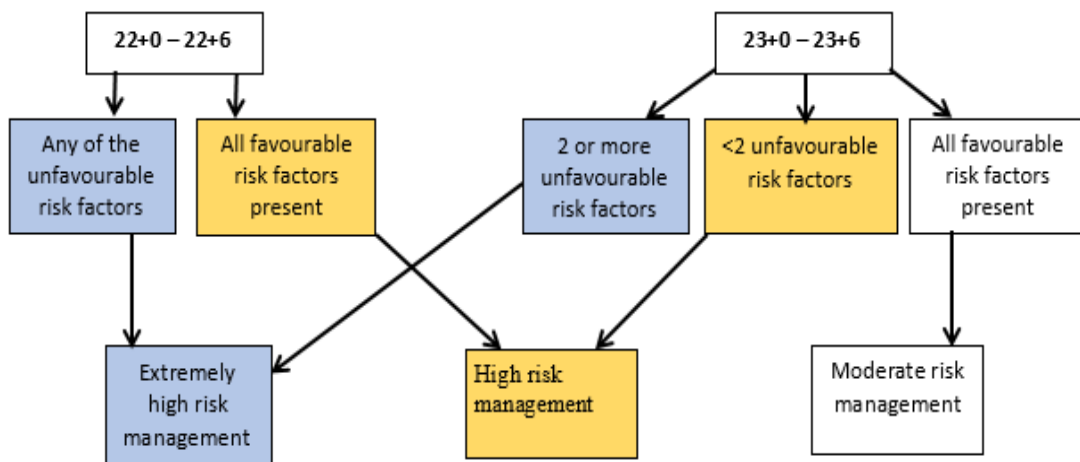 22+0 – 22+6
23+0 – 23+6
Any of the
unfavourable
risk factors
All favourable
risk factors
present
2 or more
unfavourable
risk factors
<2 unfavourable
risk factors
All favourable
risk factors
present
Extremely
high risk
management
High risk
management
Moderate risk
management